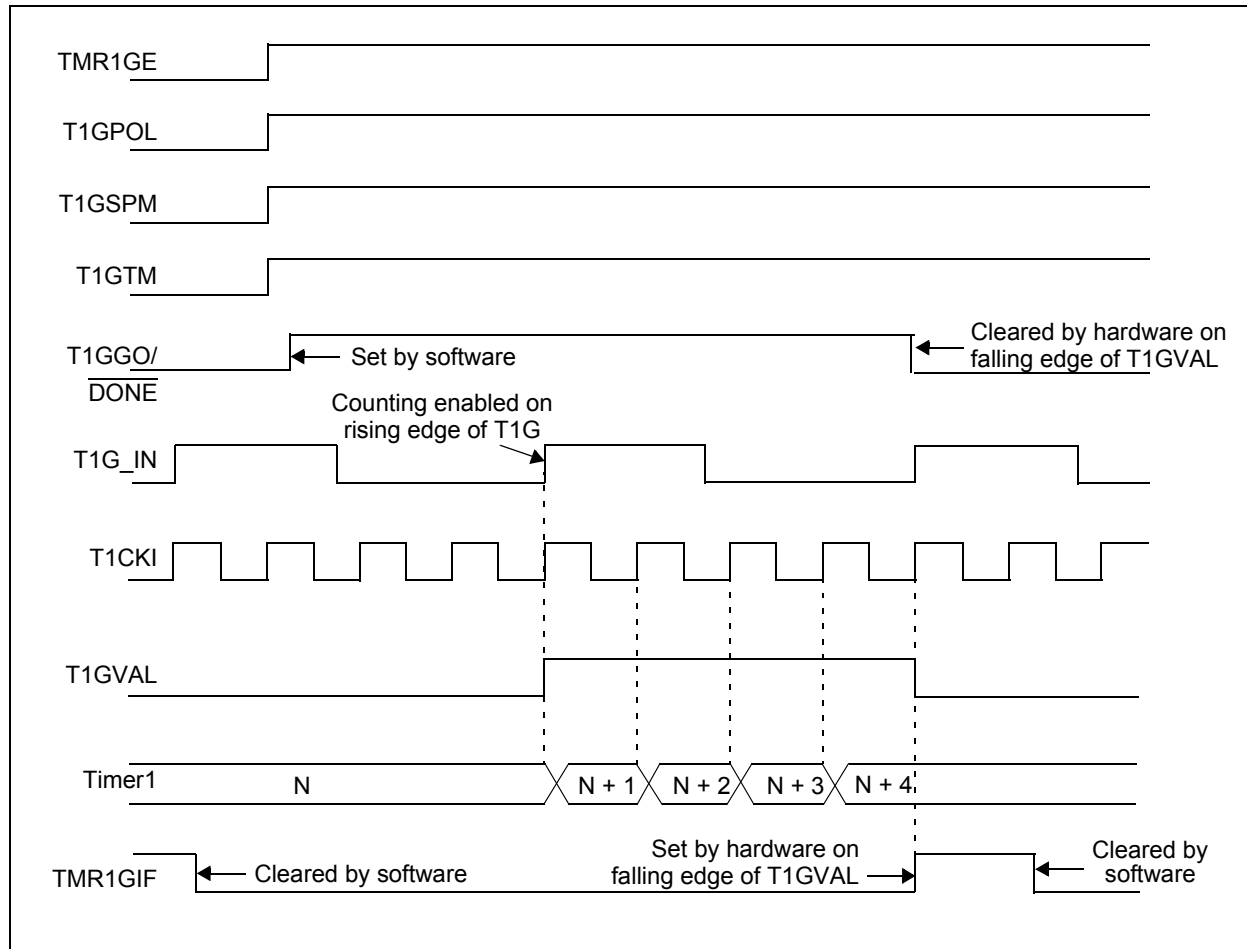 TMR1GE
T1GPOL
T1GSPM
T1GTM
T1GGO/
DONE
Set by software
Cleared by hardware on
falling edge of T1GVAL
Counting enabled on
rising edge of T1G
T1G_IN
T1CKI
T1GVAL
Timer1
N
N + 1
N + 2
N + 3
N + 4
TMR1GIF
Cleared by software
Set by hardware on
falling edge of T1GVAL
Cleared by
software